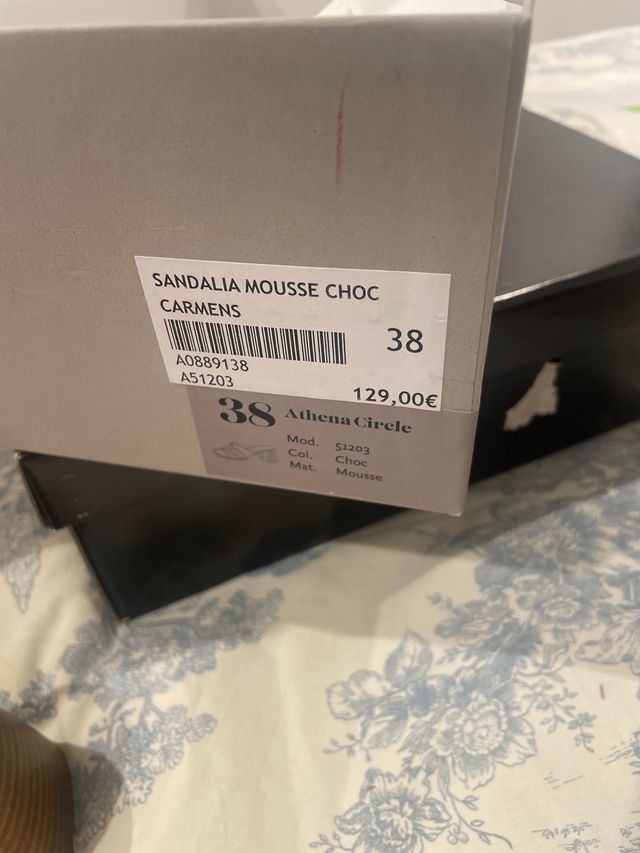 SANDALIA MOUSSE CHOC
CARMENS
38
A0889138
A51203
129,00€
38 Athena Circle
Mod. 51203
Col. Choc
Mat. Mousse